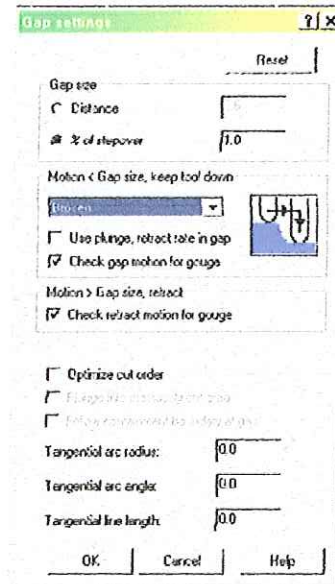 Gap settings
Reset
Gap size
Distance
% of stepover
1.0
Motion < Gap size, keep tool down
Broken
Use plunge, retract rate in gap
Check gap motion for gouge
Motion > Gap size, retract
Check retract motion for gouge
Optimize cut order
Tangential arc radius:
0.0
Tangential arc angle:
0.0
Tangential line length:
0.0
OK
Cancel
Help